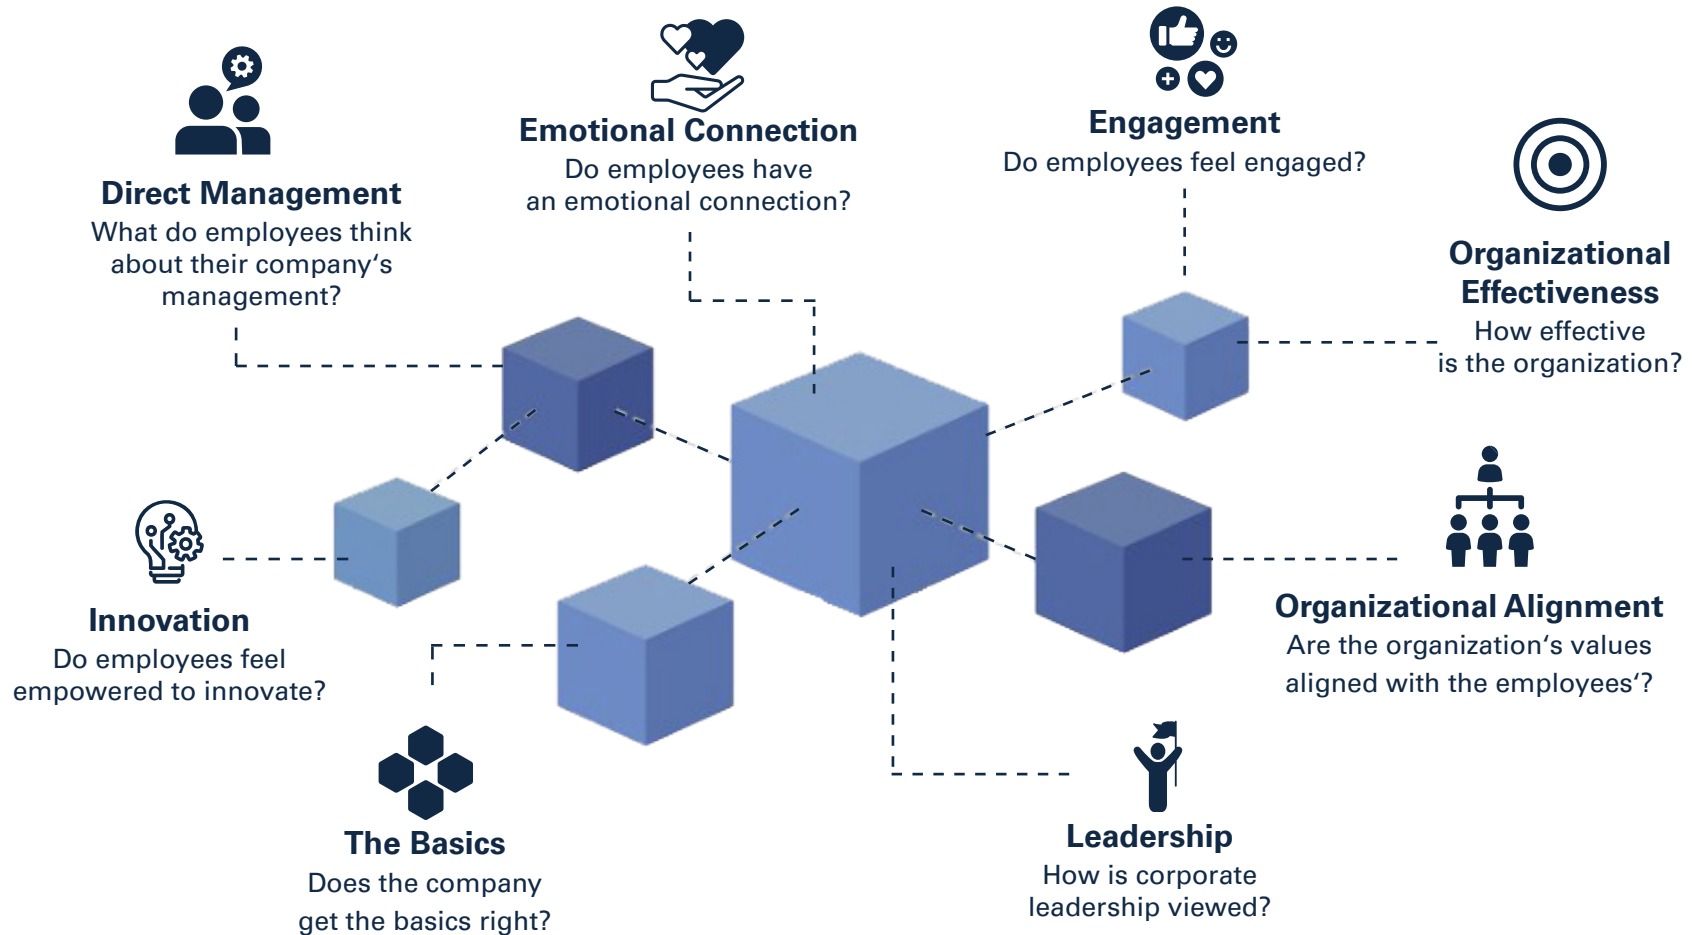 Direct Management
What do employees think
about their company‘s
management?
Emotional Connection
Do employees have
an emotional connection?
Engagement
Do employees feel engaged?
Organizational
Effectiveness
How effective
is the organization?
Innovation
Do employees feel
empowered to innovate?
Organizational Alignment
Are the organization‘s values
aligned with the employees‘?
The Basics
Does the company
get the basics right?
Leadership
How is corporate
leadership viewed?